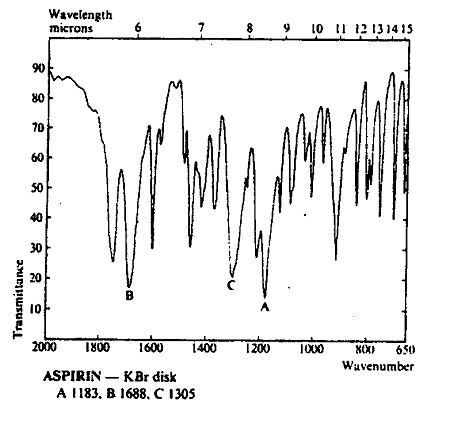 Wavelength
microns 6 7 8 9 10 11 12 13 14 15
90
80
70
60
50
40
30
20
10
Transmittance
B
C
A
2000 1800 1600 1400 1200 1000 800 650
Wavenumber
ASPIRIN — KBr disk
A 1183, B 1688, C 1305